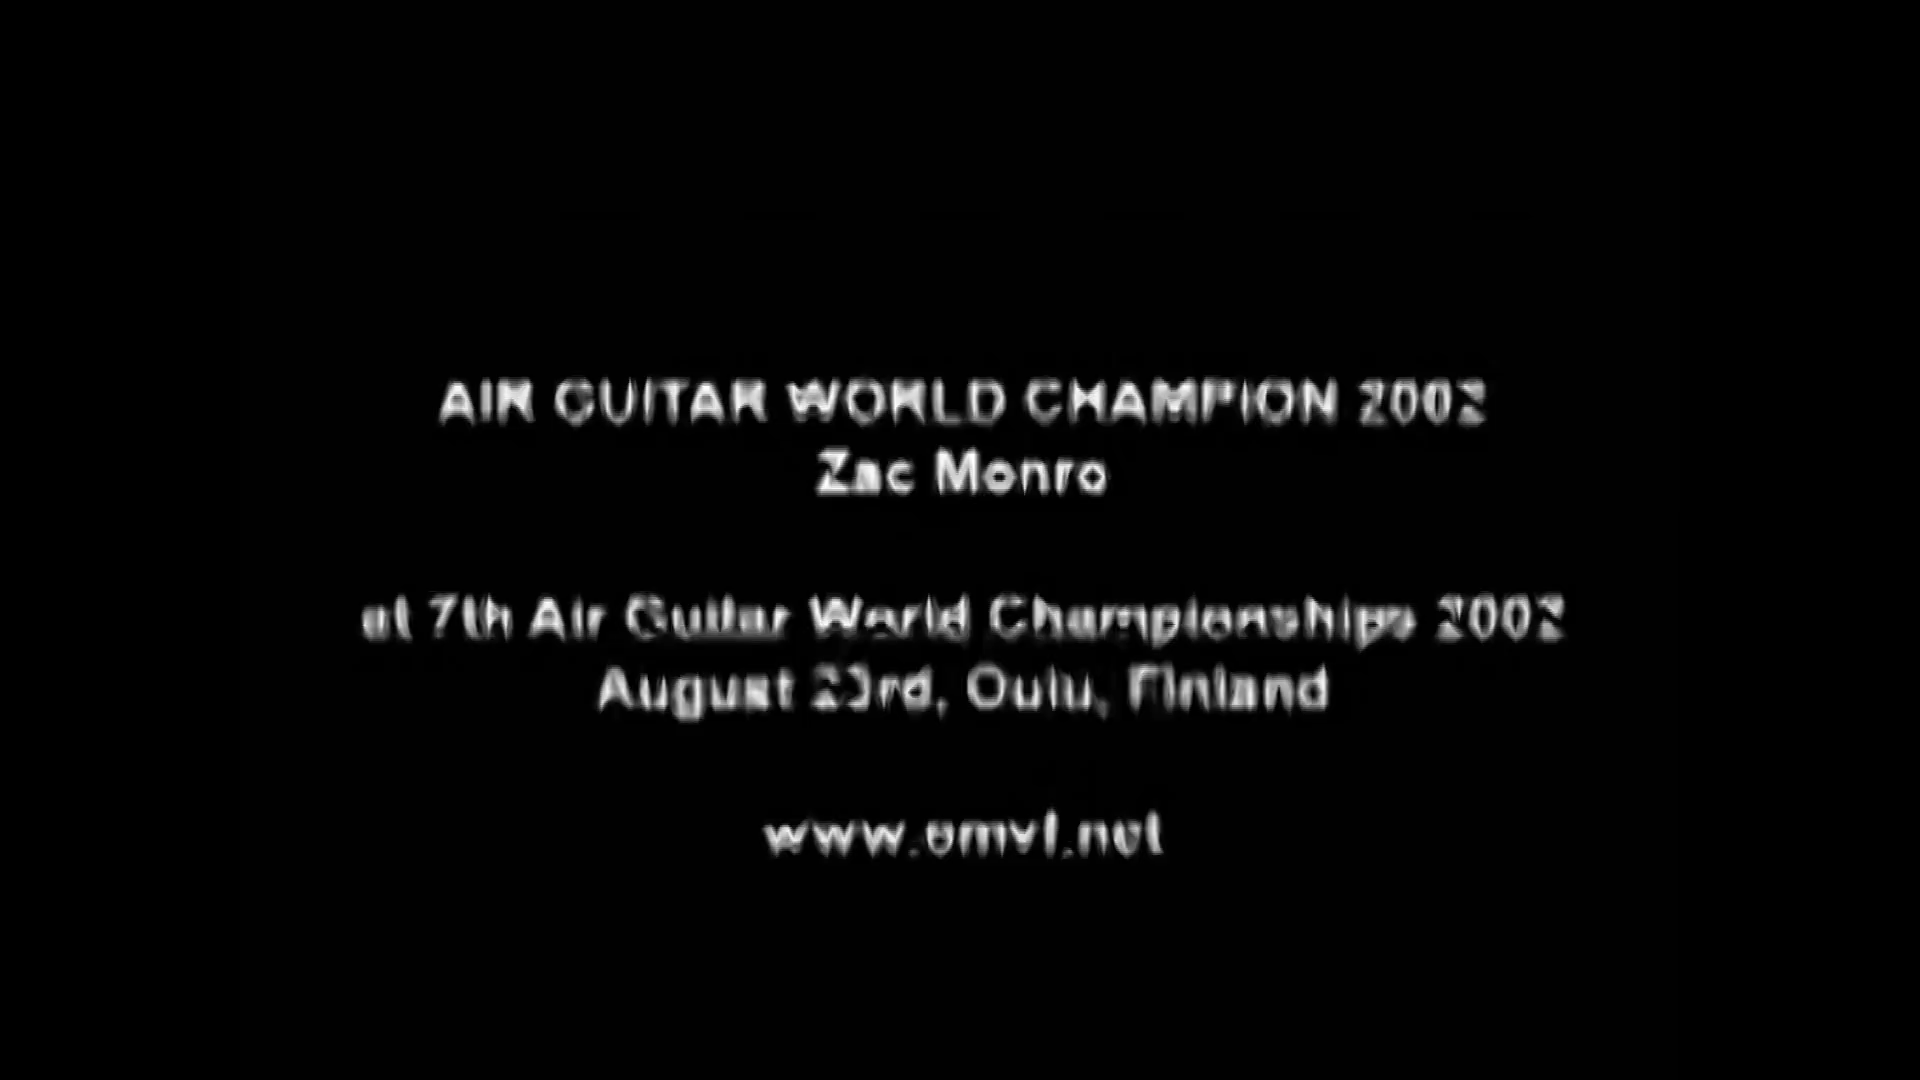 AIR GUITAR WORLD CHAMPION 2002
Zac Monro
at 7th Air Guitar World Championships 2002
August 23rd, Oulu, Finland
www.omvf.net